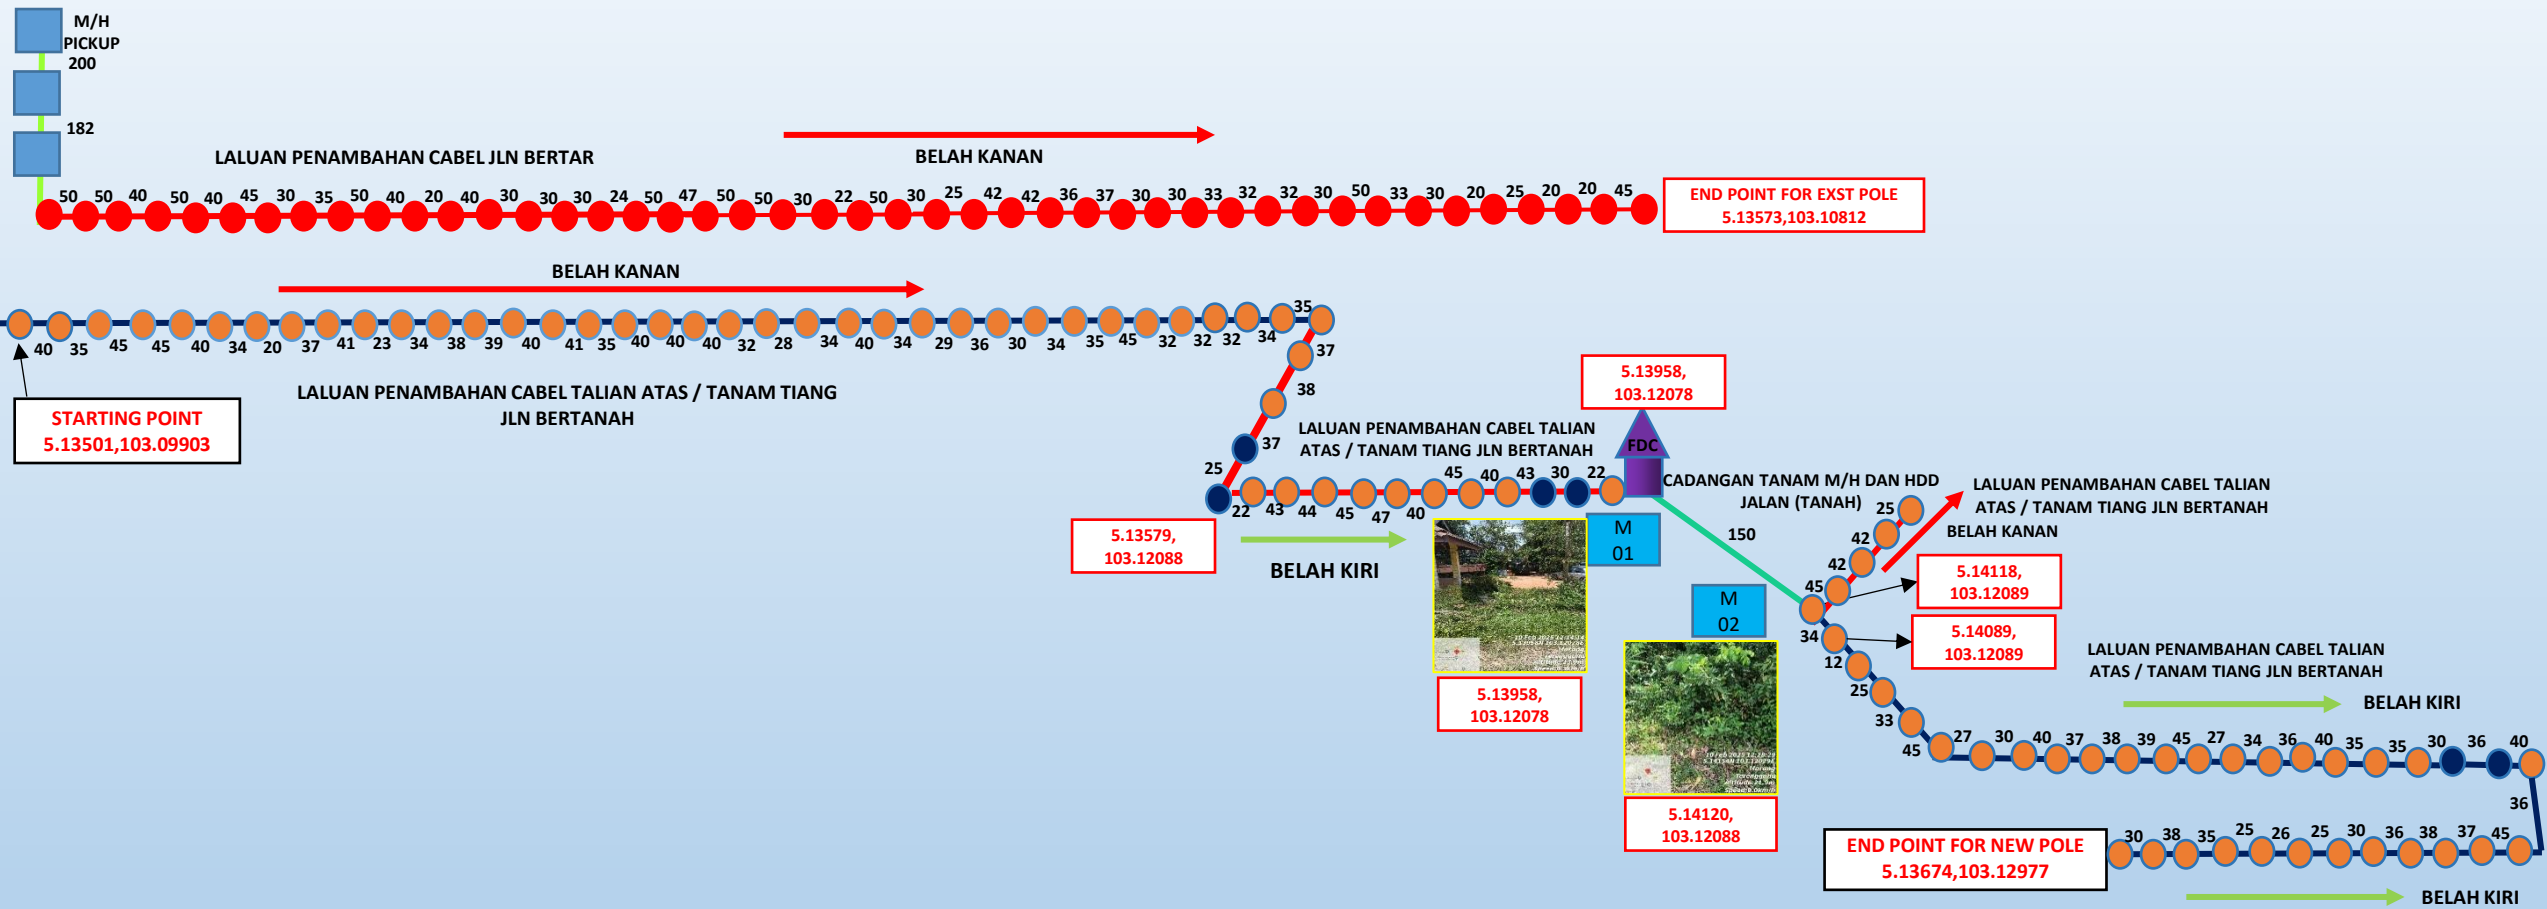 M/H
PICKUP
200
182
LALUAN PENAMBAHAN CABEL JLN BERTAR
BELAH KANAN
50 50 40 50 40 45 30 35 50 40 20 40 30 30 30 24 50 47 50 50 30 22 50 30 25 42 42 36 37 30 30 33 32 32 30 50 33 30 20 25 20 20 45
END POINT FOR EXST POLE
5.13573,103.10812
BELAH KANAN
40 35 45 45 40 34 20 37 41 23 34 38 39 40 41 35 40 40 40 32 28 34 40 34 29 36 30 34 35 45 32 32 32 34 35
STARTING POINT
5.13501,103.09903
LALUAN PENAMBAHAN CABEL TALIAN ATAS / TANAM TIANG
JLN BERTANAH
37
38
37
25
LALUAN PENAMBAHAN CABEL TALIAN
ATAS / TANAM TIANG JLN BERTANAH
22 43 44 45 47 40 45 40 43 30 22
5.13579,
103.12088
BELAH KIRI
5.13958,
103.12078
FDC
M
01
5.13958,
103.12078
CADANGAN TANAM M/H DAN HDD
JALAN (TANAH)
150
M
02
5.14120,
103.12088
LALUAN PENAMBAHAN CABEL TALIAN
ATAS / TANAM TIANG JLN BERTANAH
BELAH KANAN
25
42
42
45
5.14118,
103.12089
5.14089,
103.12089
34
12
25
33
45
LALUAN PENAMBAHAN CABEL TALIAN
ATAS / TANAM TIANG JLN BERTANAH
BELAH KIRI
27 30 40 37 38 39 45 27 34 36 40 35 35 30 36 40
36
END POINT FOR NEW POLE
5.13674,103.12977
30 38 35 25 26 25 30 36 38 37 45
BELAH KIRI